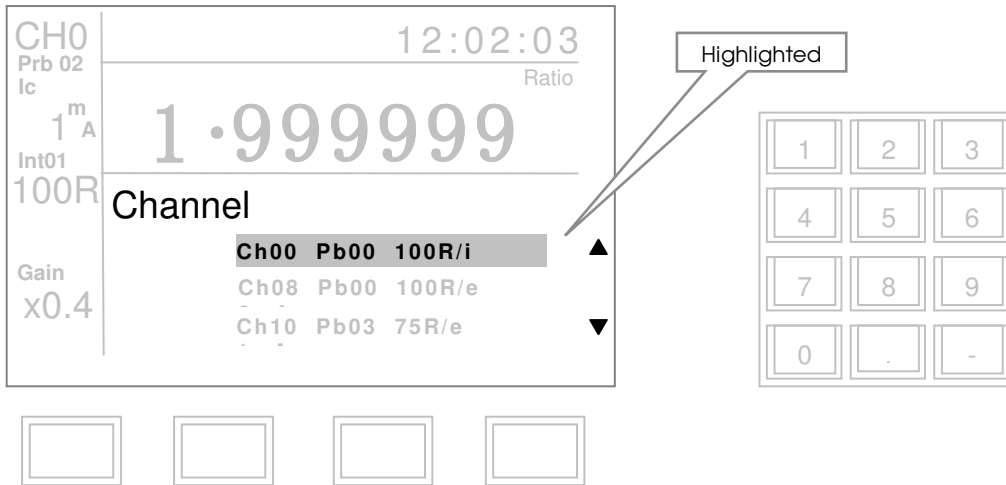 CH0
Prb 02
Ic
1 m A
Int01
100R
Gain
x0.4
12:02:03
Ratio
1.999999
Channel
Ch00 Pb00 100R/i
Ch08 Pb00 100R/e
Ch10 Pb03 75R/e
Highlighted
1 2 3
4 5 6
7 8 9
0 . -